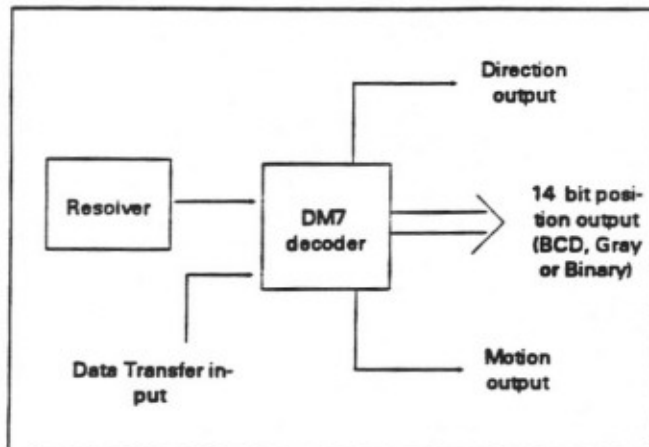 Direction
output
Resolver
DM7
decoder
14 bit posi-
tion output
(BCD, Gray
or Binary)
Data Transfer in-
put
Motion
output